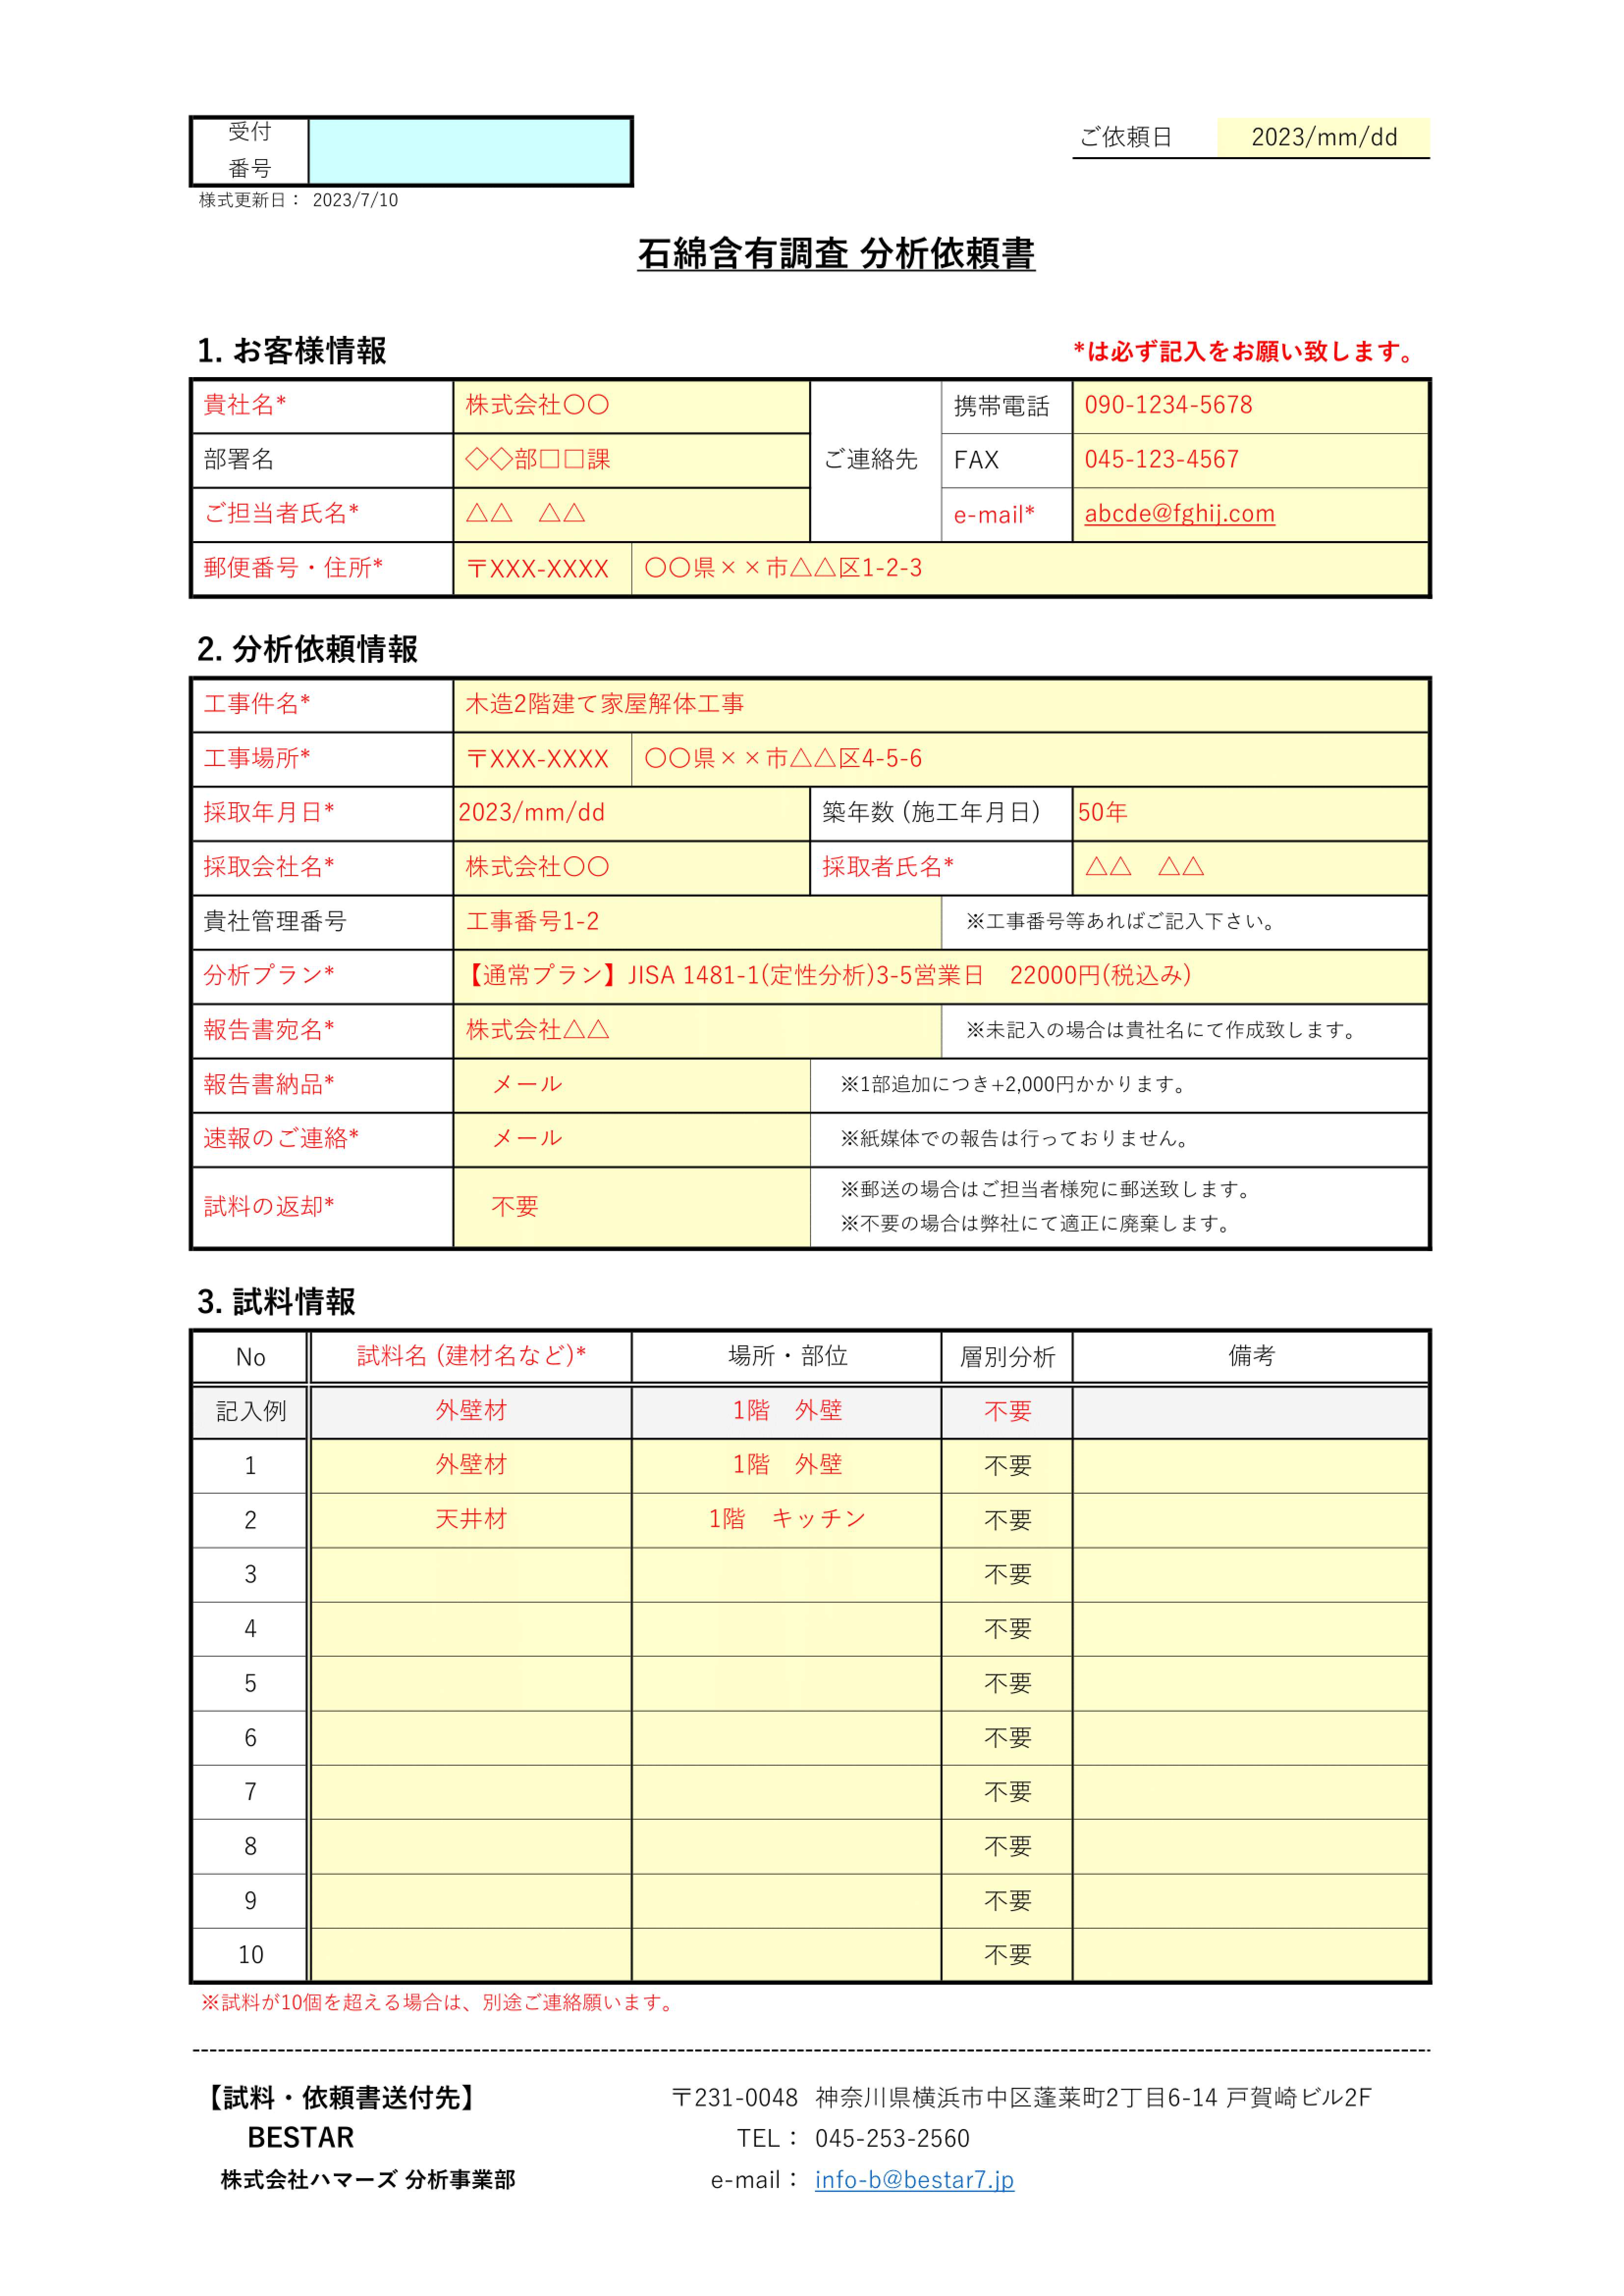 受付
番号
ご依頼日 2023/mm/dd
様式更新日： 2023/7/10
石綿含有調査 分析依頼書
1. お客様情報 *は必ず記入をお願い致します。
貴社名* 株式会社〇〇 ご連絡先 携帯電話 090-1234-5678
部署名 ◇◇部□□課 FAX 045-123-4567
ご担当者氏名* △△　△△ e-mail* abcde@fghij.com
郵便番号・住所* 〒XXX-XXXX 〇〇県××市△△区1-2-3
2. 分析依頼情報
工事件名* 木造2階建て家屋解体工事
工事場所* 〒XXX-XXXX 〇〇県××市△△区4-5-6
採取年月日* 2023/mm/dd 築年数 (施工年月日) 50年
採取会社名* 株式会社〇〇 採取者氏名* △△　△△
貴社管理番号 工事番号1-2 ※工事番号等あればご記入下さい。
分析プラン* 【通常プラン】JISA 1481-1(定性分析)3-5営業日　22000円(税込み)
報告書宛名* 株式会社△△ ※未記入の場合は貴社名にて作成致します。
報告書納品* メール ※1部追加につき+2,000円かかります。
速報のご連絡* メール ※紙媒体での報告は行っておりません。
試料の返却* 不要 ※郵送の場合はご担当者様宛に郵送致します。
※不要の場合は弊社にて適正に廃棄します。
3. 試料情報
No 試料名 (建材名など)* 場所・部位 層別分析 備考
記入例 外壁材 1階　外壁 不要
1 外壁材 1階　外壁 不要
2 天井材 1階　キッチン 不要
3 不要
4 不要
5 不要
6 不要
7 不要
8 不要
9 不要
10 不要
※試料が10個を超える場合は、別途ご連絡願います。
【試料・依頼書送付先】 〒231-0048 神奈川県横浜市中区蓬莱町2丁目6-14 戸賀崎ビル2F
BESTAR TEL： 045-253-2560
株式会社ハマーズ 分析事業部 e-mail： info-b@bestar7.jp